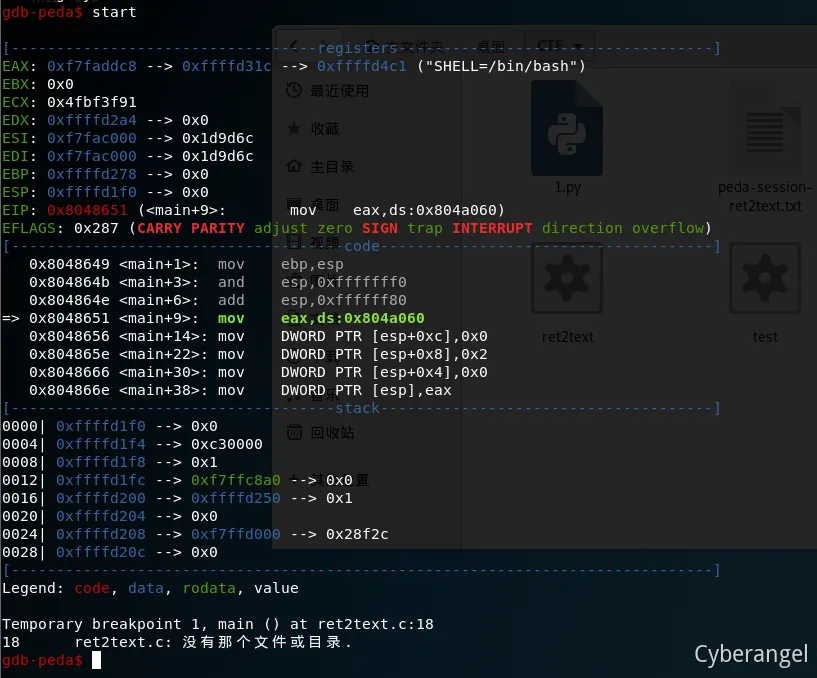 gdb-peda$ start
[----------------------------------registers-----------------------------------]
EAX: 0xf7faddc8 --> 0xffffd31c --> 0xffffd4c1 ("SHELL=/bin/bash")
EBX: 0x0
ECX: 0x4fbf3f91
EDX: 0xffffd2a4 --> 0x0
ESI: 0xf7fac000 --> 0x1d9d6c
EDI: 0xf7fac000 --> 0x1d9d6c
EBP: 0xffffd278 --> 0x0
ESP: 0xffffd1f0 --> 0x0
EIP: 0x8048651 (<main+9>:       mov    eax,ds:0x804a060)
EFLAGS: 0x287 (CARRY PARITY adjust zero SIGN trap INTERRUPT direction overflow)
[-------------------------------------code-------------------------------------]
   0x8048649 <main+1>:  mov    ebp,esp
   0x804864b <main+3>:  and    esp,0xfffffff0
   0x804864e <main+6>:  add    esp,0xffffff80
=> 0x8048651 <main+9>:  mov    eax,ds:0x804a060
   0x8048656 <main+14>: mov    DWORD PTR [esp+0xc],0x0
   0x804865e <main+22>: mov    DWORD PTR [esp+0x8],0x2
   0x8048666 <main+30>: mov    DWORD PTR [esp+0x4],0x0
   0x804866e <main+38>: mov    DWORD PTR [esp],eax
[------------------------------------stack-------------------------------------]
0000| 0xffffd1f0 --> 0x0
0004| 0xffffd1f4 --> 0xc30000
0008| 0xffffd1f8 --> 0x1
0012| 0xffffd1fc --> 0xf7ffc8a0 --> 0x0
0016| 0xffffd200 --> 0xffffd250 --> 0x1
0020| 0xffffd204 --> 0x0
0024| 0xffffd208 --> 0xf7ffd000 --> 0x28f2c
0028| 0xffffd20c --> 0x0
[------------------------------------------------------------------------------]
Legend: code, data, rodata, value
Temporary breakpoint 1, main () at ret2text.c:18
18      ret2text.c: 没有那个文件或目录.
gdb-peda$
主文件夹
桌面
CTF
最近使用
收藏
主目录
桌面
视频
音乐
回收站
1.py
peda-session-
ret2text.txt
ret2text
test
Cyberangel